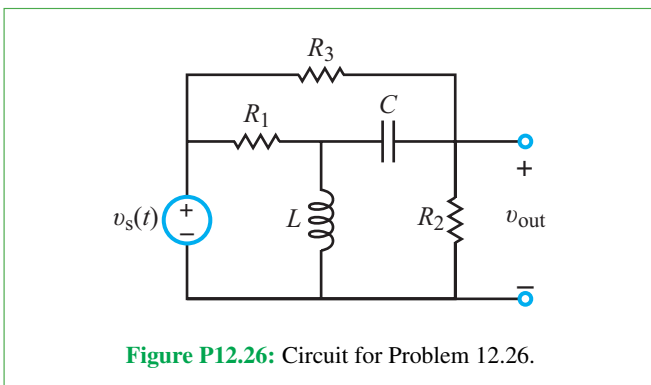 R3
R1
C
+
vs(t)
+
−
L
R2
vout
−
Figure P12.26: Circuit for Problem 12.26.